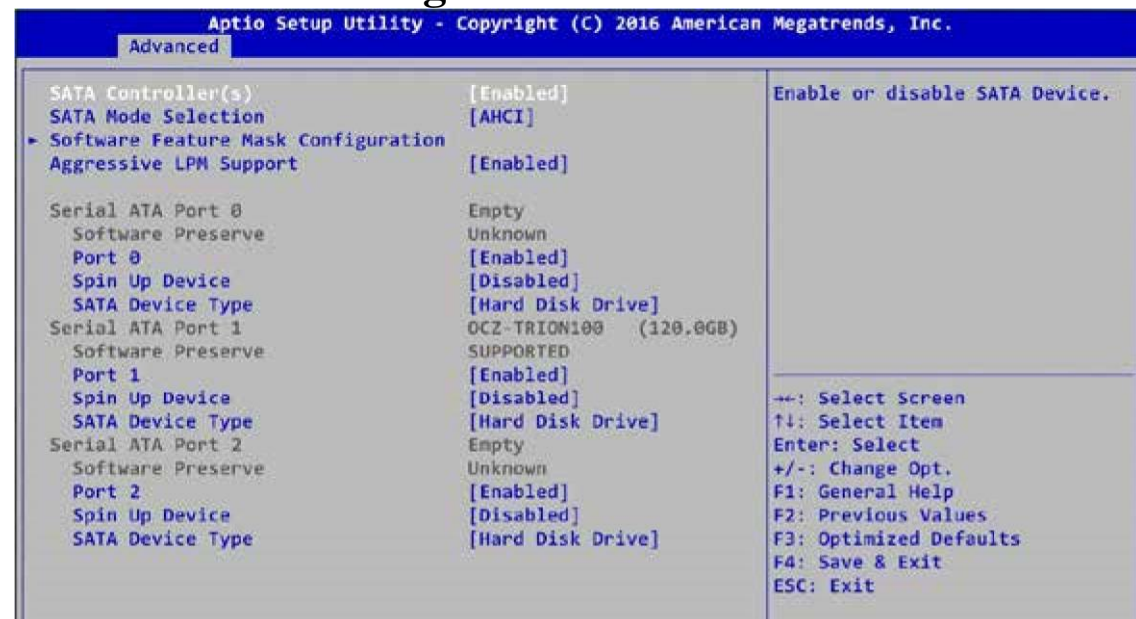 Aptio Setup Utility - Copyright (C) 2016 American Megatrends, Inc.
Advanced
SATA Controller(s) [Enabled]
SATA Mode Selection [AHCI]
► Software Feature Mask Configuration
Aggressive LPM Support [Enabled]
Serial ATA Port 0 Empty
Software Preserve Unknown
Port 0 [Enabled]
Spin Up Device [Disabled]
SATA Device Type [Hard Disk Drive]
Serial ATA Port 1 OCZ-TRION100 (120.0GB)
Software Preserve SUPPORTED
Port 1 [Enabled]
Spin Up Device [Disabled]
SATA Device Type [Hard Disk Drive]
Serial ATA Port 2 Empty
Software Preserve Unknown
Port 2 [Enabled]
Spin Up Device [Disabled]
SATA Device Type [Hard Disk Drive]
Enable or disable SATA Device.
→←: Select Screen
↑↓: Select Item
Enter: Select
+/-: Change Opt.
F1: General Help
F2: Previous Values
F3: Optimized Defaults
F4: Save & Exit
ESC: Exit